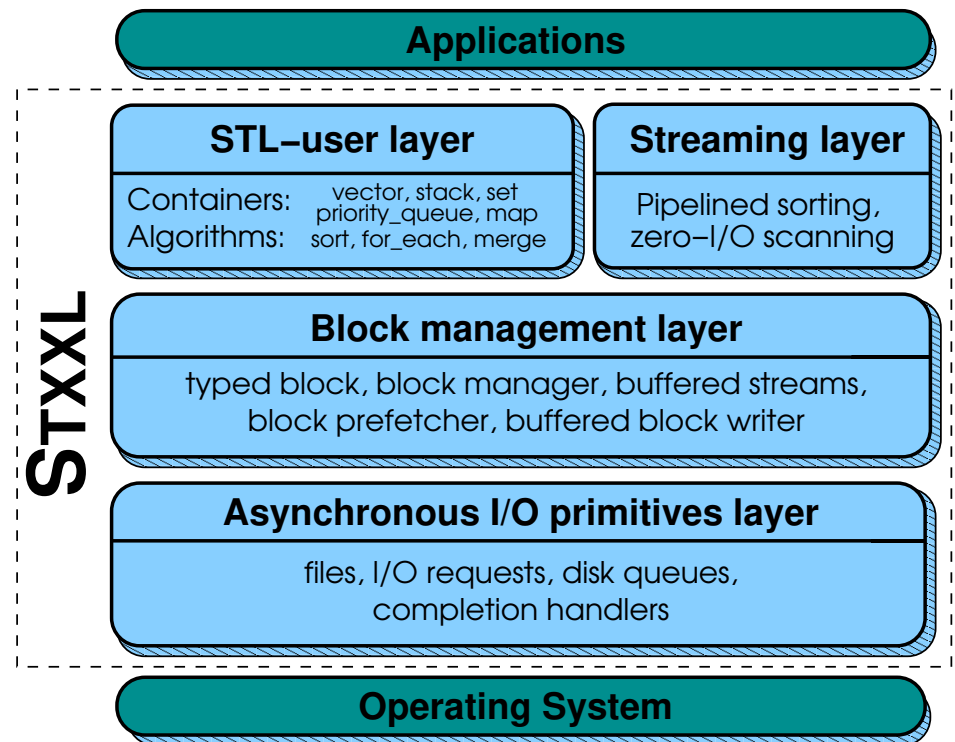 Applications
STXXL
STL–user layer
Containers: vector, stack, set
priority_queue, map
Algorithms: sort, for_each, merge
Streaming layer
Pipelined sorting,
zero–I/O scanning
Block management layer
typed block, block manager, buffered streams,
block prefetcher, buffered block writer
Asynchronous I/O primitives layer
files, I/O requests, disk queues,
completion handlers
Operating System